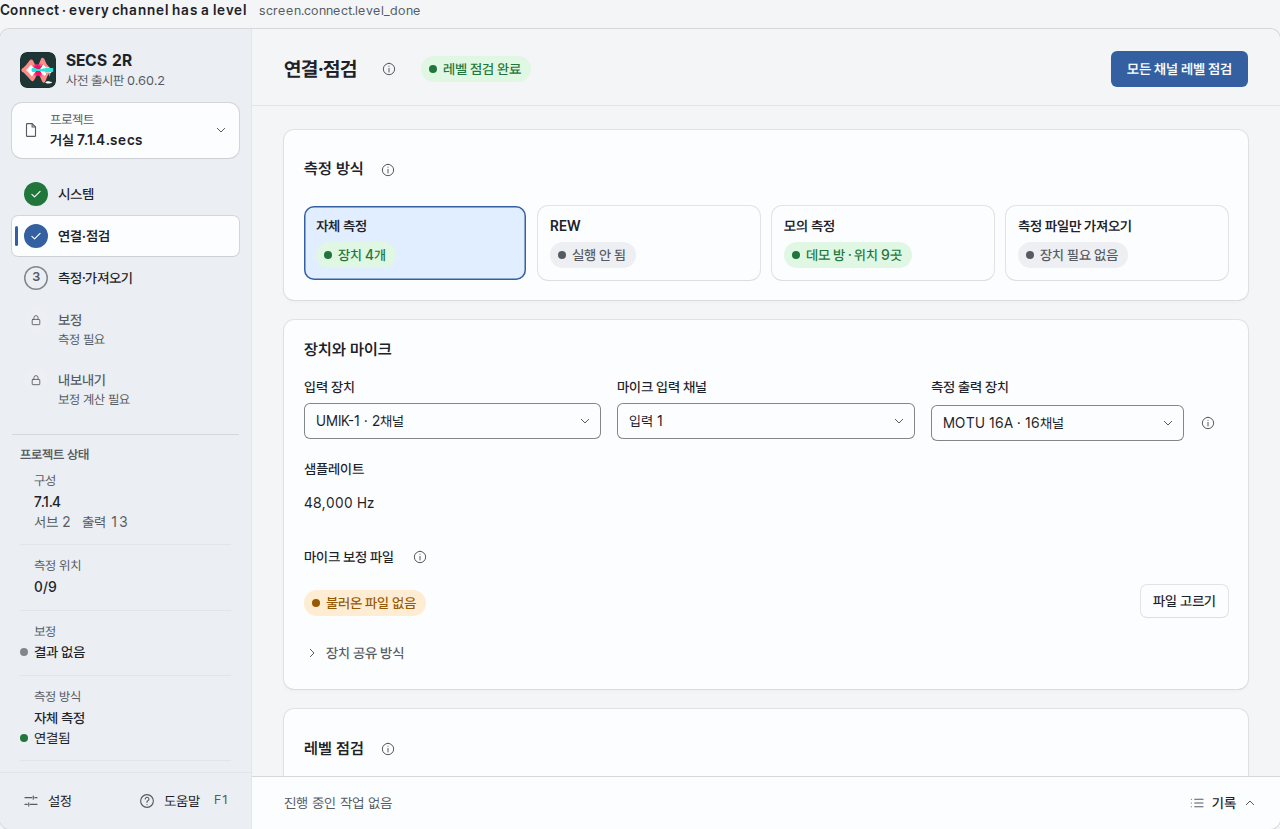 Connect · every channel has a level screen.connect.level_done
SECS 2R
사전 출시판 0.60.2
프로젝트
거실 7.1.4.secs
시스템
연결·점검
3 측정·가져오기
보정
측정 필요
내보내기
보정 계산 필요
프로젝트 상태
구성
7.1.4
서브 2 출력 13
측정 위치
0/9
보정
결과 없음
측정 방식
자체 측정
연결됨
설정 도움말 F1
연결·점검 레벨 점검 완료 모든 채널 레벨 점검
측정 방식
자체 측정
장치 4개
REW
실행 안 됨
모의 측정
데모 방 · 위치 9곳
측정 파일만 가져오기
장치 필요 없음
장치와 마이크
입력 장치 마이크 입력 채널 측정 출력 장치
UMIK-1 · 2채널 입력 1 MOTU 16A · 16채널
샘플레이트
48,000 Hz
마이크 보정 파일
불러온 파일 없음 파일 고르기
장치 공유 방식
레벨 점검
진행 중인 작업 없음 기록